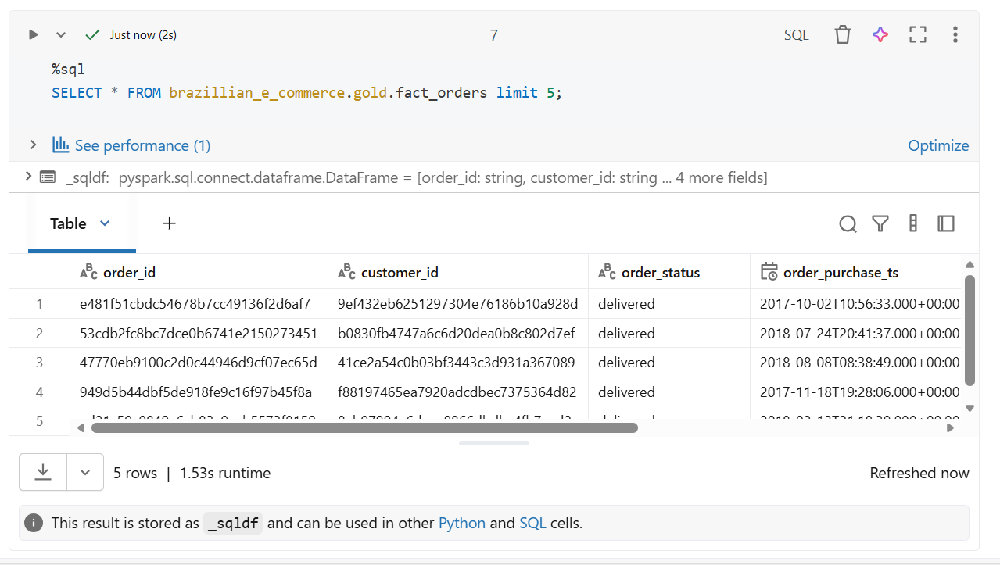 Just now (2s)
7
SQL
%sql
SELECT * FROM brazillian_e_commerce.gold.fact_orders limit 5;
See performance (1)
Optimize
_sqldf: pyspark.sql.connect.dataframe.DataFrame = [order_id: string, customer_id: string ... 4 more fields]
Table
order_id customer_id order_status order_purchase_ts
1 e481f51cbdc54678b7cc49136f2d6af7 9ef432eb6251297304e76186b10a928d delivered 2017-10-02T10:56:33.000+00:00
2 53cdb2fc8bc7dce0b6741e2150273451 b0830fb4747a6c6d20dea0b8c802d7ef delivered 2018-07-24T20:41:37.000+00:00
3 47770eb9100c2d0c44946d9cf07ec65d 41ce2a54c0b03bf3443c3d931a367089 delivered 2018-08-08T08:38:49.000+00:00
4 949d5b44dbf5de918fe9c16f97b45f8a f88197465ea7920adcdbec7375364d82 delivered 2017-11-18T19:28:06.000+00:00
5
5 rows | 1.53s runtime
Refreshed now
This result is stored as _sqldf and can be used in other Python and SQL cells.